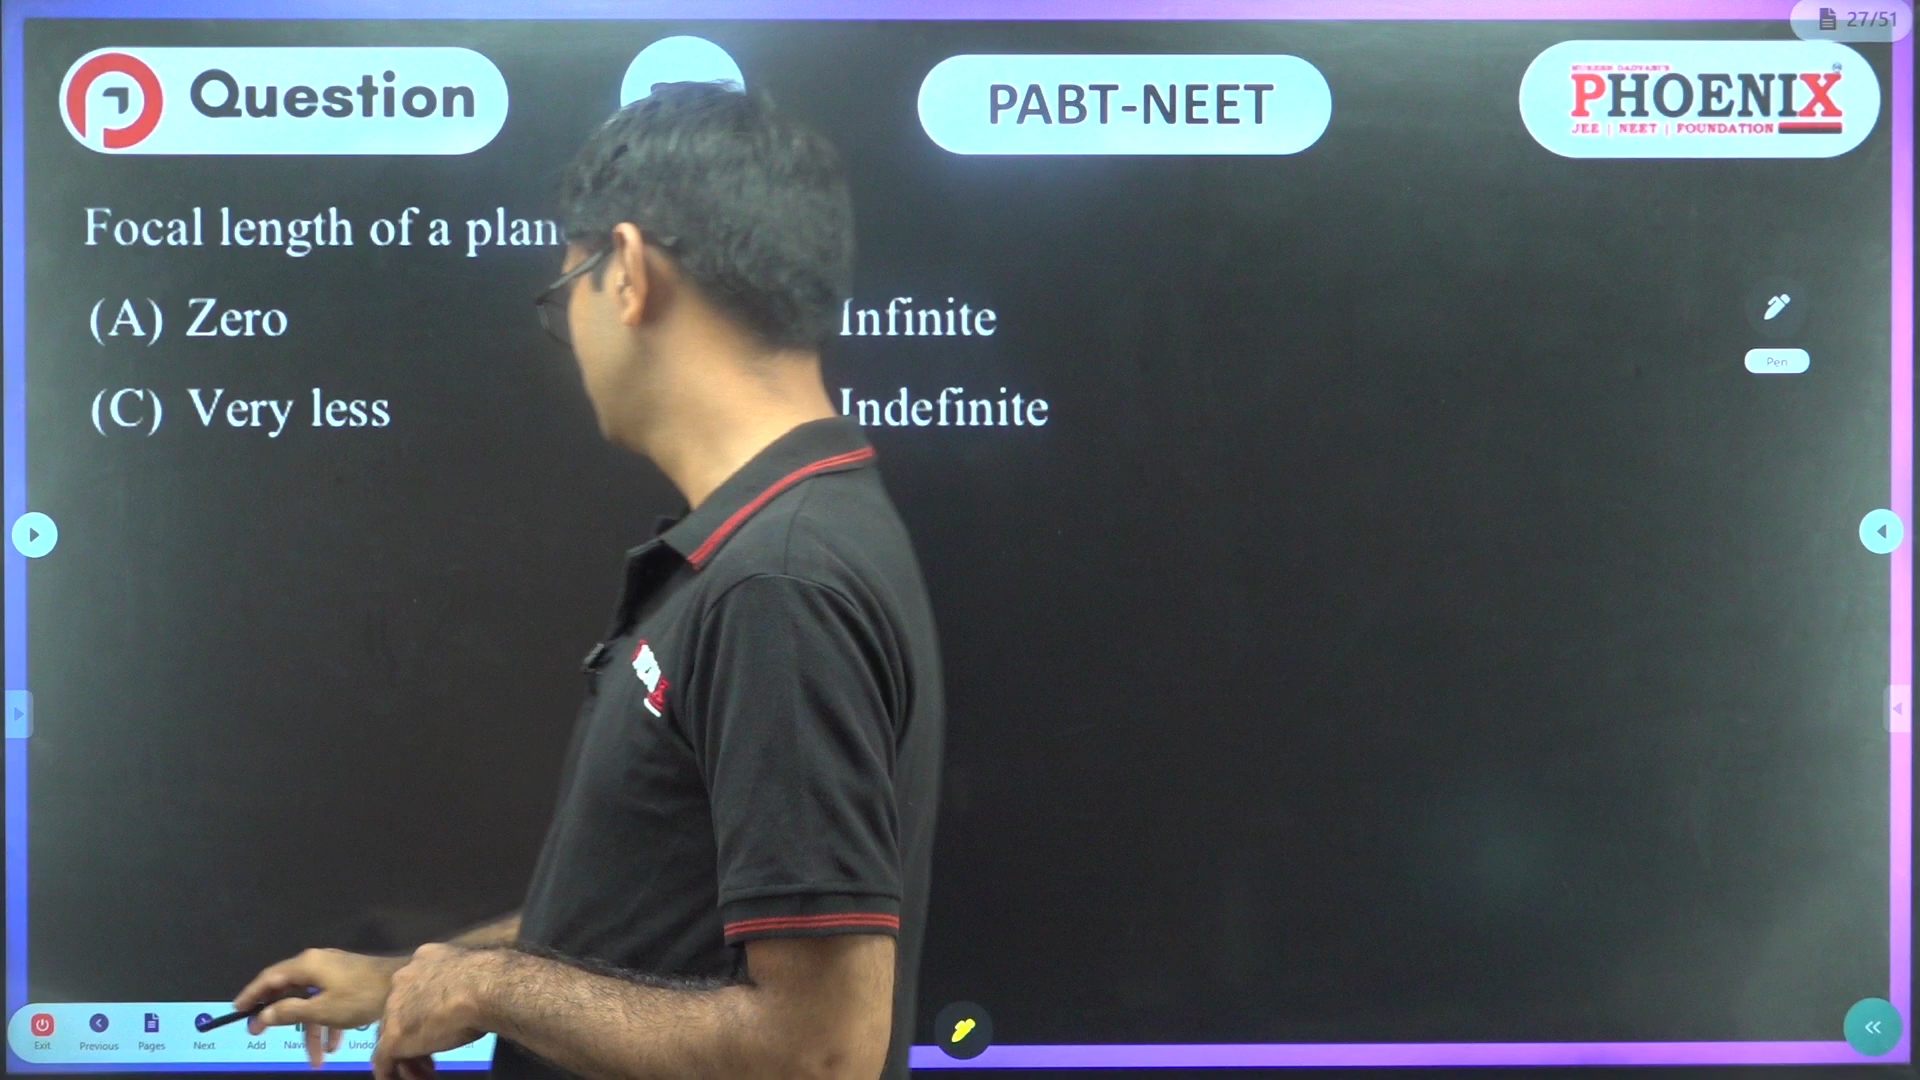 27/51
Question
PABT-NEET
PHOENIX
JEE | NEET | FOUNDATION
Focal length of a plan
(A) Zero
Infinite
(C) Very less
Indefinite
Pen
Exit
Previous
Pages
Next
Add
Undo